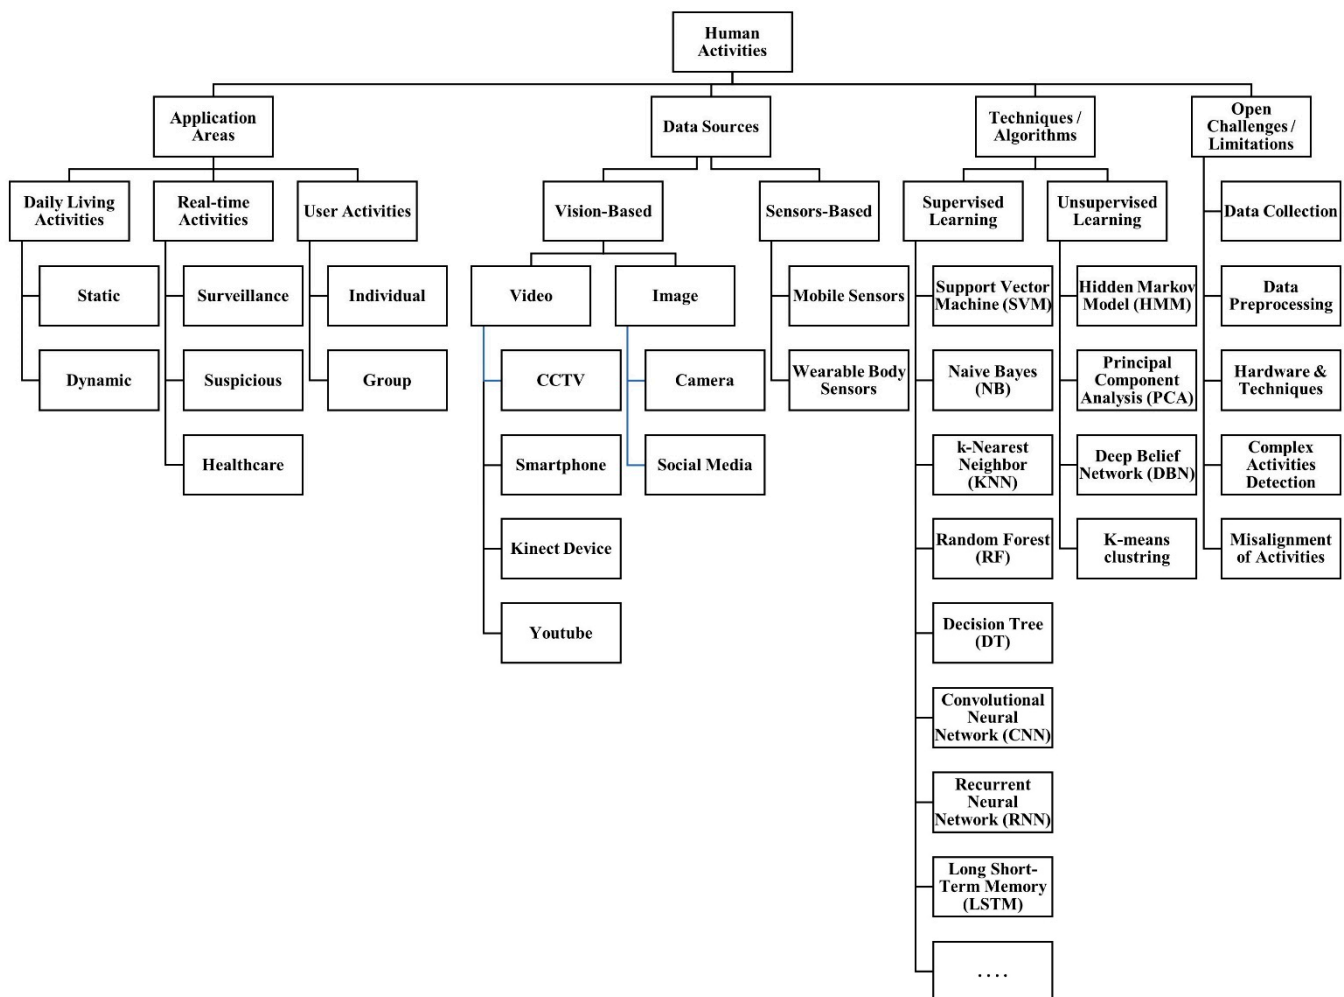 Human
Activities
Application
Areas
Data Sources
Techniques /
Algorithms
Open
Challenges /
Limitations
Daily Living
Activities
Real-time
Activities
User Activities
Vision-Based
Sensors-Based
Supervised
Learning
Unsupervised
Learning
Data Collection
Static
Surveillance
Individual
Video
Image
Mobile Sensors
Support Vector
Machine (SVM)
Hidden Markov
Model (HMM)
Data
Preprocessing
Dynamic
Suspicious
Group
CCTV
Camera
Wearable Body
Sensors
Naive Bayes
(NB)
Principal
Component
Analysis (PCA)
Hardware &
Techniques
Healthcare
Smartphone
Social Media
k-Nearest
Neighbor
(KNN)
Deep Belief
Network (DBN)
Complex
Activities
Detection
Kinect Device
Random Forest
(RF)
K-means
clustring
Misalignment
of Activities
Youtube
Decision Tree
(DT)
Convolutional
Neural
Network (CNN)
Recurrent
Neural
Network (RNN)
Long Short-
Term Memory
(LSTM)
. . . .